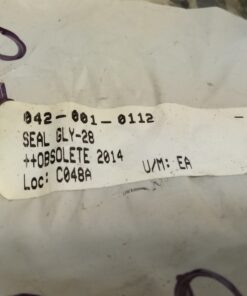 042-001-0112
SEAL GLY-28
++OBSOLETE 2014
Loc: C048A U/M: EA